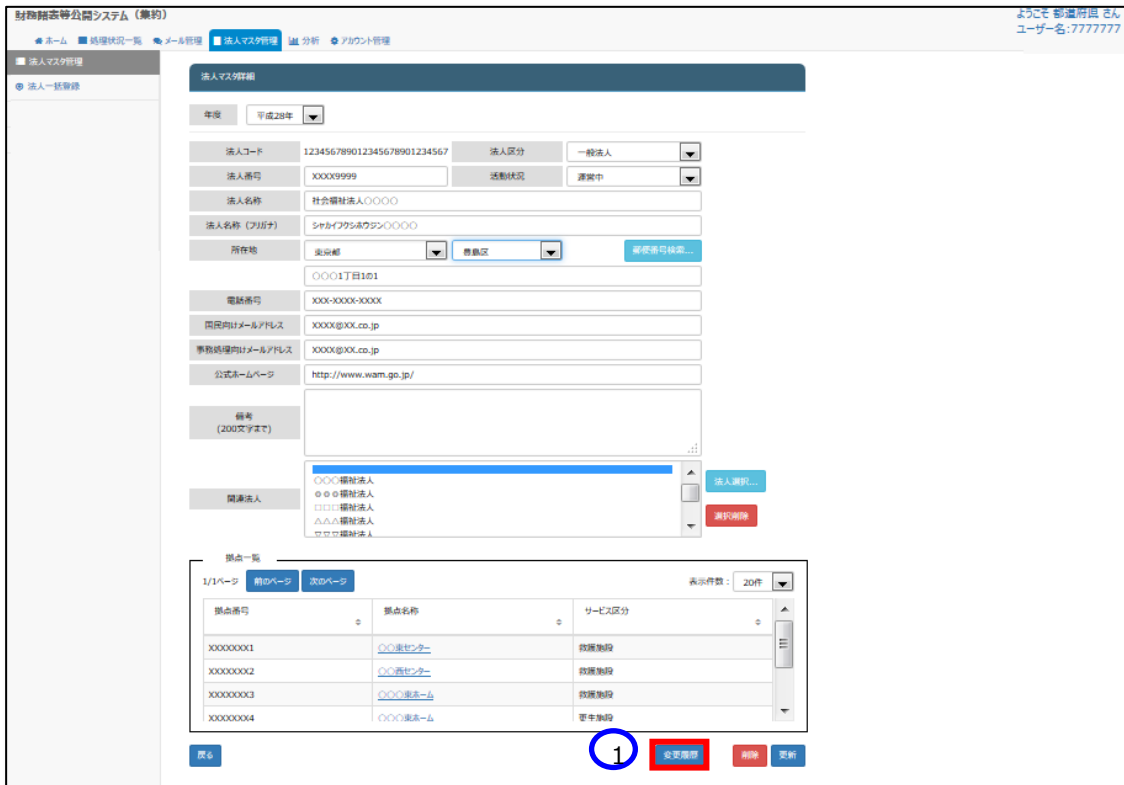 財務諸表等公開システム（集約）
ようこそ 都道府県 さん
ユーザー名:7777777
ホーム 処理状況一覧 メール管理 法人マスタ管理 分析 アカウント管理
法人マスタ管理
法人一括登録
法人マスタ詳細
年度 平成28年
法人コード 123456789012345678901234567 法人区分 一般法人
法人番号 XXXX9999 活動状況 運営中
法人名称 社会福祉法人○○○○
法人名称（フリガナ） シャカイフクシホウジン○○○○
所在地 東京都 豊島区 郵便番号検索...
○○○1丁目1の1
電話番号 XXX-XXXX-XXXX
国民向けメールアドレス XXXX@XX.co.jp
事務処理向けメールアドレス XXXX@XX.co.jp
公式ホームページ http://www.wam.go.jp/
備考
(200文字まで)
関連法人
○○○福祉法人
◎◎◎福祉法人
□□□福祉法人
△△△福祉法人
▽▽▽福祉法人
法人選択...
選択削除
拠点一覧
1/1ページ 前のページ 次のページ 表示件数： 20件
拠点番号 拠点名称 サービス区分
XXXXXXX1 ○○東センター 救護施設
XXXXXXX2 ○○西センター 救護施設
XXXXXXX3 ○○○東ホーム 救護施設
XXXXXXX4 ○○○東ホーム 更生施設
戻る 1 変更履歴 削除 更新